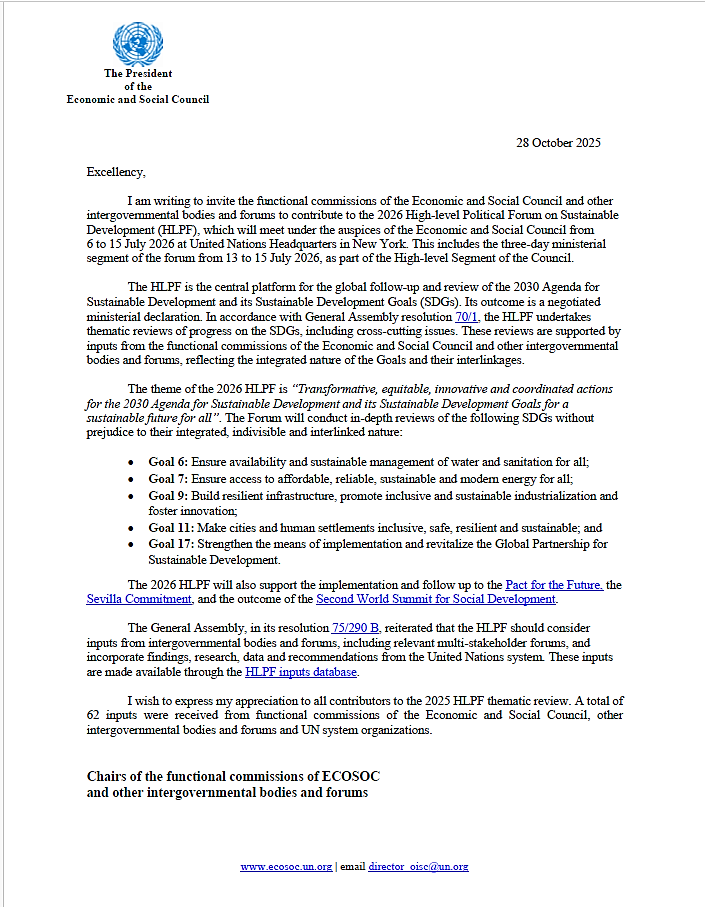 The President
of the
Economic and Social Council
28 October 2025
Excellency,
I am writing to invite the functional commissions of the Economic and Social Council and other
intergovernmental bodies and forums to contribute to the 2026 High-level Political Forum on Sustainable
Development (HLPF), which will meet under the auspices of the Economic and Social Council from
6 to 15 July 2026 at United Nations Headquarters in New York. This includes the three-day ministerial
segment of the forum from 13 to 15 July 2026, as part of the High-level Segment of the Council.
The HLPF is the central platform for the global follow-up and review of the 2030 Agenda for
Sustainable Development and its Sustainable Development Goals (SDGs). Its outcome is a negotiated
ministerial declaration. In accordance with General Assembly resolution 70/1, the HLPF undertakes
thematic reviews of progress on the SDGs, including cross-cutting issues. These reviews are supported by
inputs from the functional commissions of the Economic and Social Council and other intergovernmental
bodies and forums, reflecting the integrated nature of the Goals and their interlinkages.
The theme of the 2026 HLPF is “Transformative, equitable, innovative and coordinated actions
for the 2030 Agenda for Sustainable Development and its Sustainable Development Goals for a
sustainable future for all”. The Forum will conduct in-depth reviews of the following SDGs without
prejudice to their integrated, indivisible and interlinked nature:
• Goal 6: Ensure availability and sustainable management of water and sanitation for all;
• Goal 7: Ensure access to affordable, reliable, sustainable and modern energy for all;
• Goal 9: Build resilient infrastructure, promote inclusive and sustainable industrialization and
foster innovation;
• Goal 11: Make cities and human settlements inclusive, safe, resilient and sustainable; and
• Goal 17: Strengthen the means of implementation and revitalize the Global Partnership for
Sustainable Development.
The 2026 HLPF will also support the implementation and follow up to the Pact for the Future, the
Sevilla Commitment, and the outcome of the Second World Summit for Social Development.
The General Assembly, in its resolution 75/290 B, reiterated that the HLPF should consider
inputs from intergovernmental bodies and forums, including relevant multi-stakeholder forums, and
incorporate findings, research, data and recommendations from the United Nations system. These inputs
are made available through the HLPF inputs database.
I wish to express my appreciation to all contributors to the 2025 HLPF thematic review. A total of
62 inputs were received from functional commissions of the Economic and Social Council, other
intergovernmental bodies and forums and UN system organizations.
Chairs of the functional commissions of ECOSOC
and other intergovernmental bodies and forums
www.ecosoc.un.org | email director_oisc@un.org